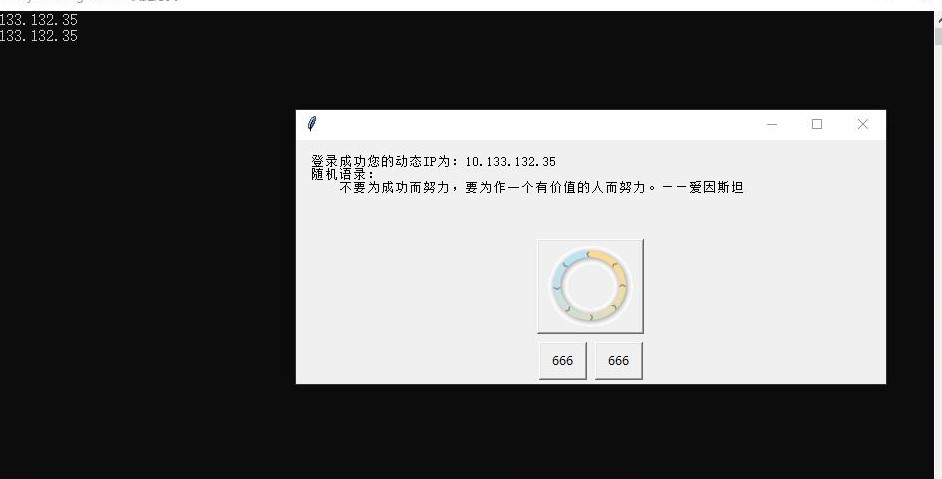 133.132.35
133.132.35
登录成功您的动态IP为：10.133.132.35
随机语录：
不要为成功而努力，要为作一个有价值的人而努力。——爱因斯坦
666 666